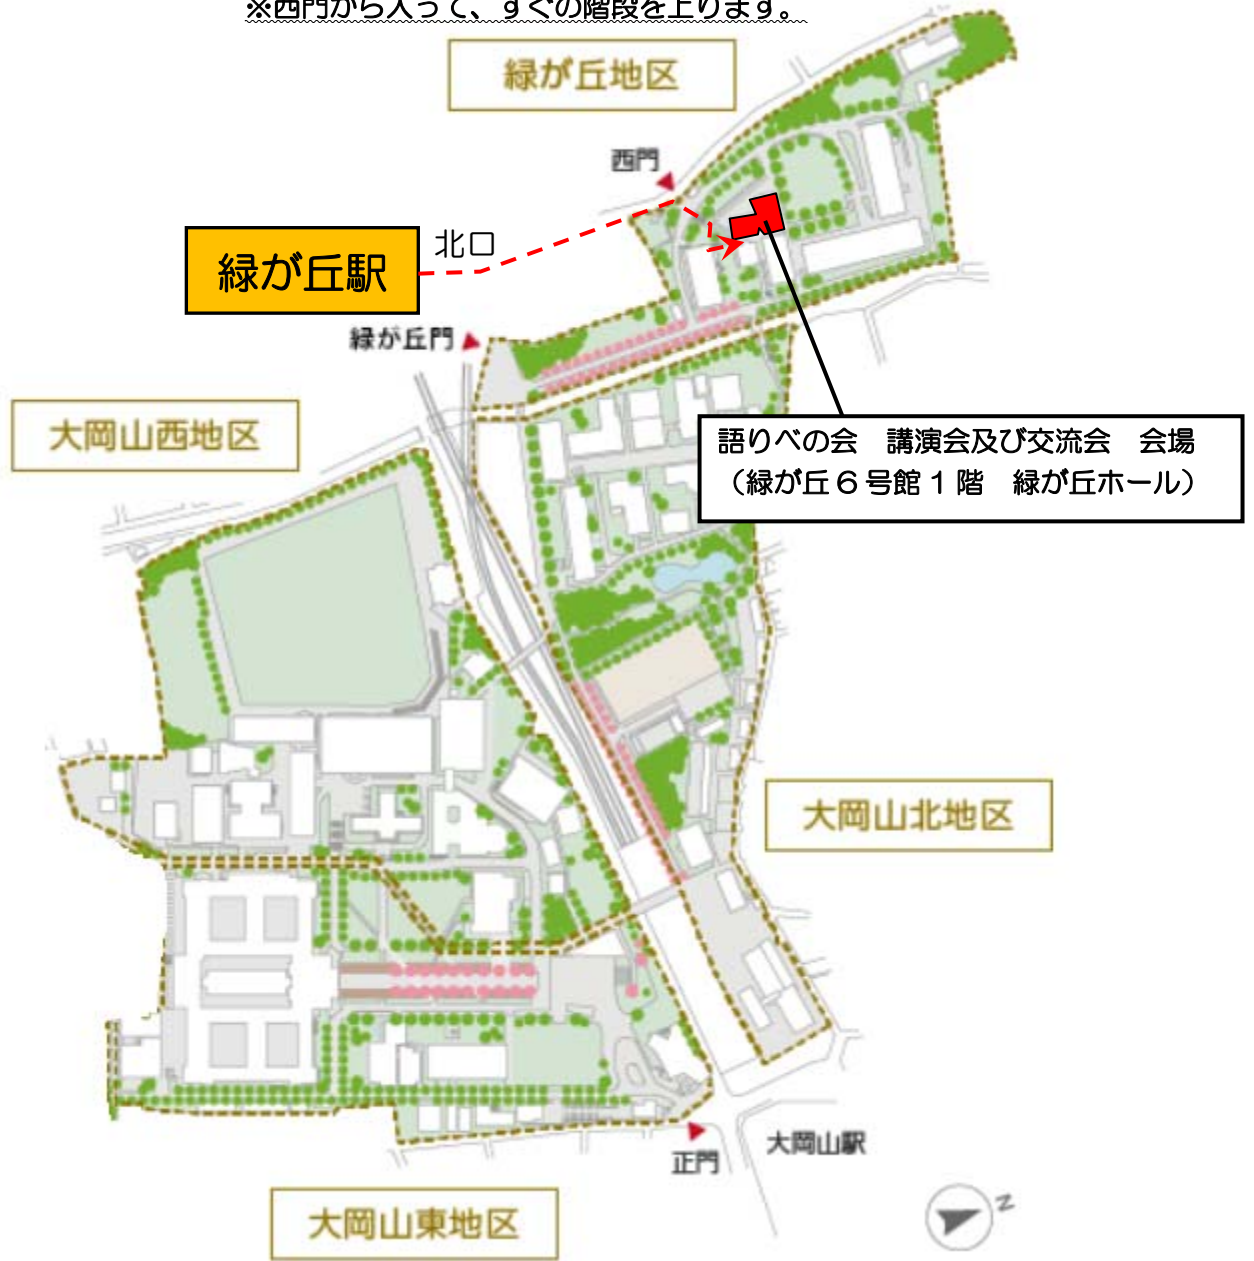 ※西門から入って、すぐの階段を上ります。
緑が丘地区
西門
北口
緑が丘駅
緑が丘門
大岡山西地区
語りべの会　講演会及び交流会　会場
（緑が丘６号館１階　緑が丘ホール）
大岡山北地区
大岡山駅
正門
大岡山東地区
N